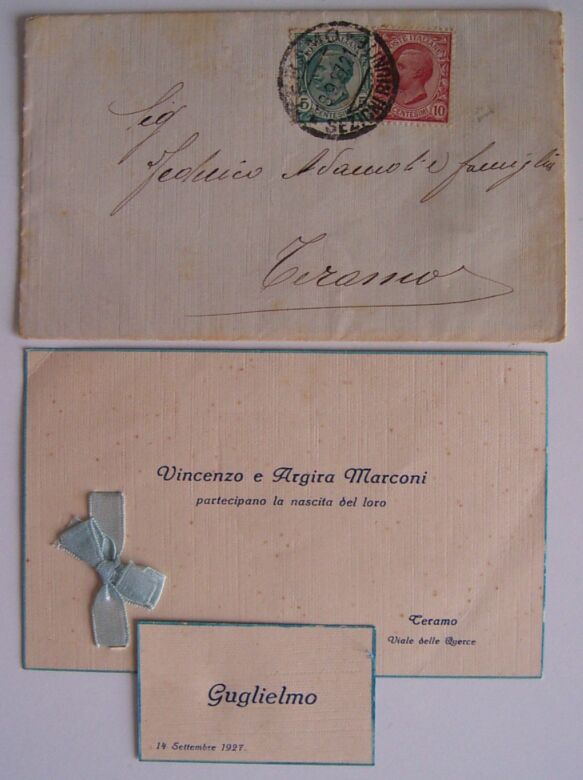 POSTE ITALIANE
POSTE ITALIANE
5
CENTESIMI
CENTESIMI 10
Sig
Federico Adamoli e famiglia
Teramo
Vincenzo e Argira Marconi
partecipano la nascita del loro
Teramo
Viale delle Querce
Guglielmo
14 Settembre 1927.